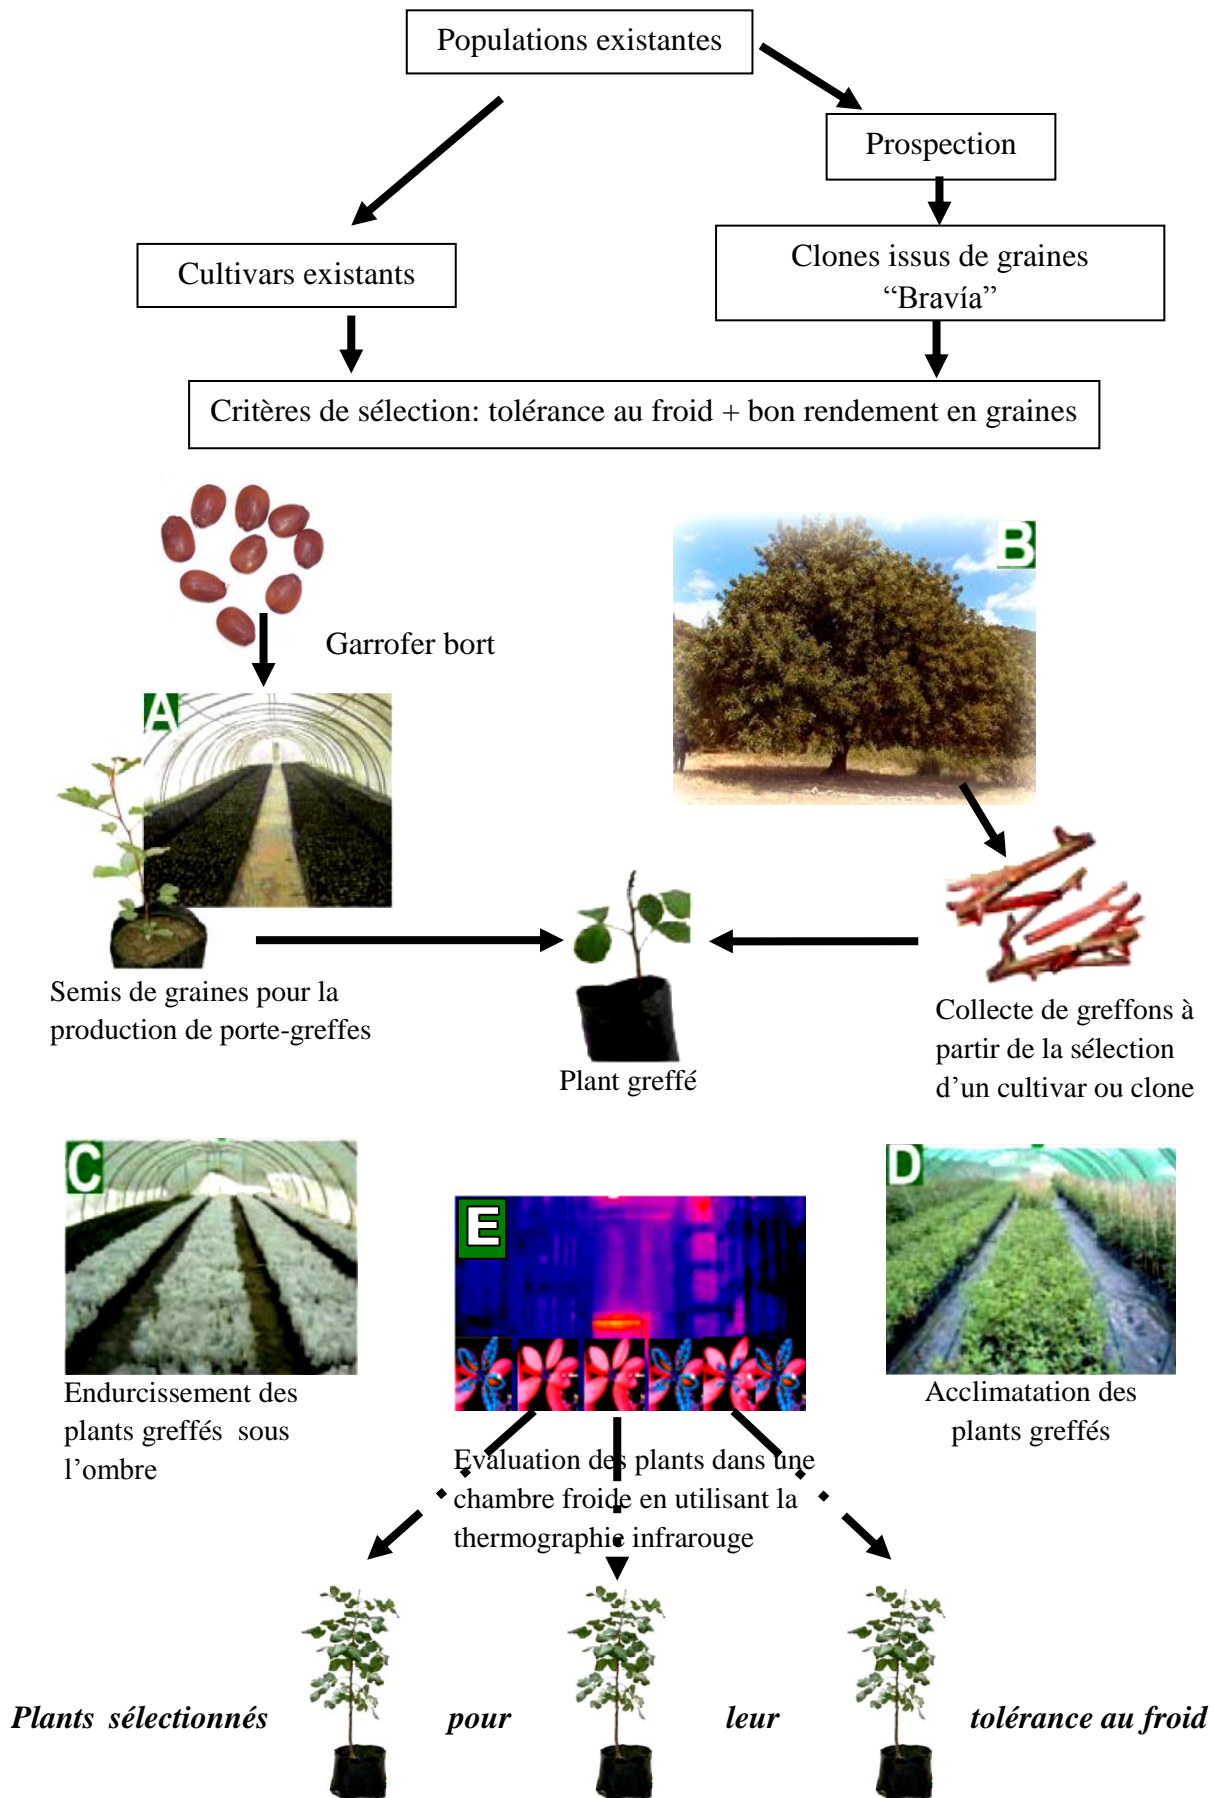 Populations existantes
Prospection
Cultivars existants
Clones issus de graines
“Bravía”
Critères de sélection: tolérance au froid + bon rendement en graines
B
Garrofer bort
A
Semis de graines pour la
production de porte-greffes
Plant greffé
Collecte de greffons à
partir de la sélection
d’un cultivar ou clone
C
Endurcissement des
plants greffés sous
l’ombre
E
Evaluation des plants dans une
chambre froide en utilisant la
thermographie infrarouge
D
Acclimatation des
plants greffés
Plants sélectionnés pour leur tolérance au froid